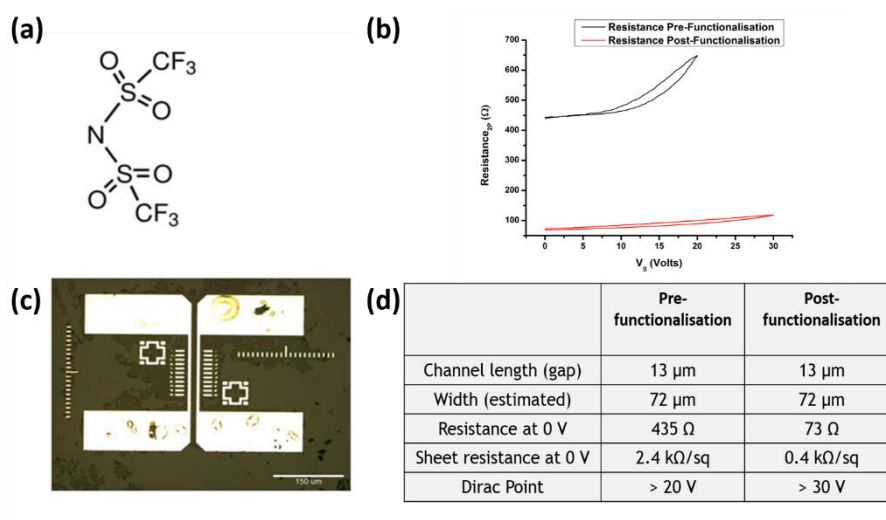 (a)
CF3
O
S
O
N
S
O
O
CF3
(b)
Resistance Pre-Functionalisation
Resistance Post-Functionalisation
Resistance2P (Ω)
700
600
500
400
300
200
100
0 5 10 15 20 25 30
Vg (Volts)
(c)
150 um
(d)
Pre-functionalisation Post-functionalisation
Channel length (gap) 13 μm 13 μm
Width (estimated) 72 μm 72 μm
Resistance at 0 V 435 Ω 73 Ω
Sheet resistance at 0 V 2.4 kΩ/sq 0.4 kΩ/sq
Dirac Point > 20 V > 30 V